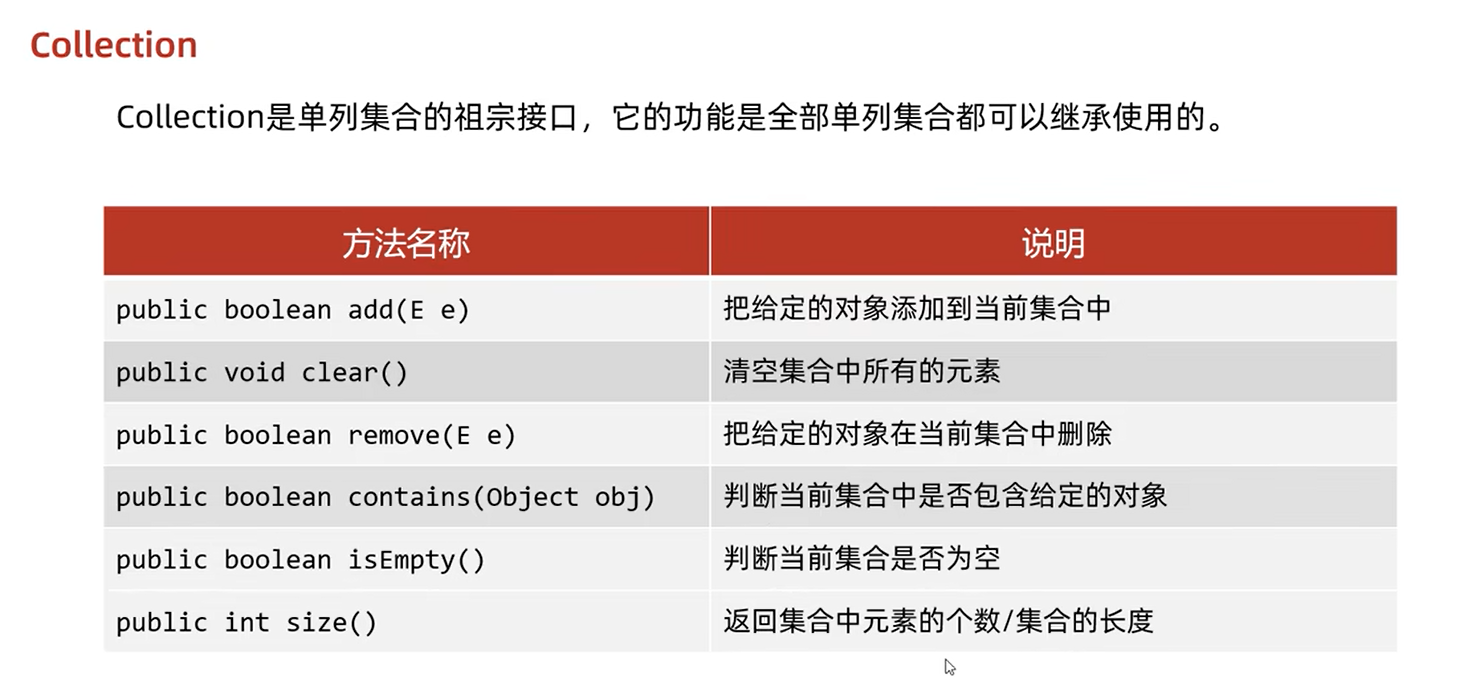 Collection
Collection是单列集合的祖宗接口，它的功能是全部单列集合都可以继承使用的。
方法名称 说明
public boolean add(E e) 把给定的对象添加到当前集合中
public void clear() 清空集合中所有的元素
public boolean remove(E e) 把给定的对象在当前集合中删除
public boolean contains(Object obj) 判断当前集合中是否包含给定的对象
public boolean isEmpty() 判断当前集合是否为空
public int size() 返回集合中元素的个数/集合的长度